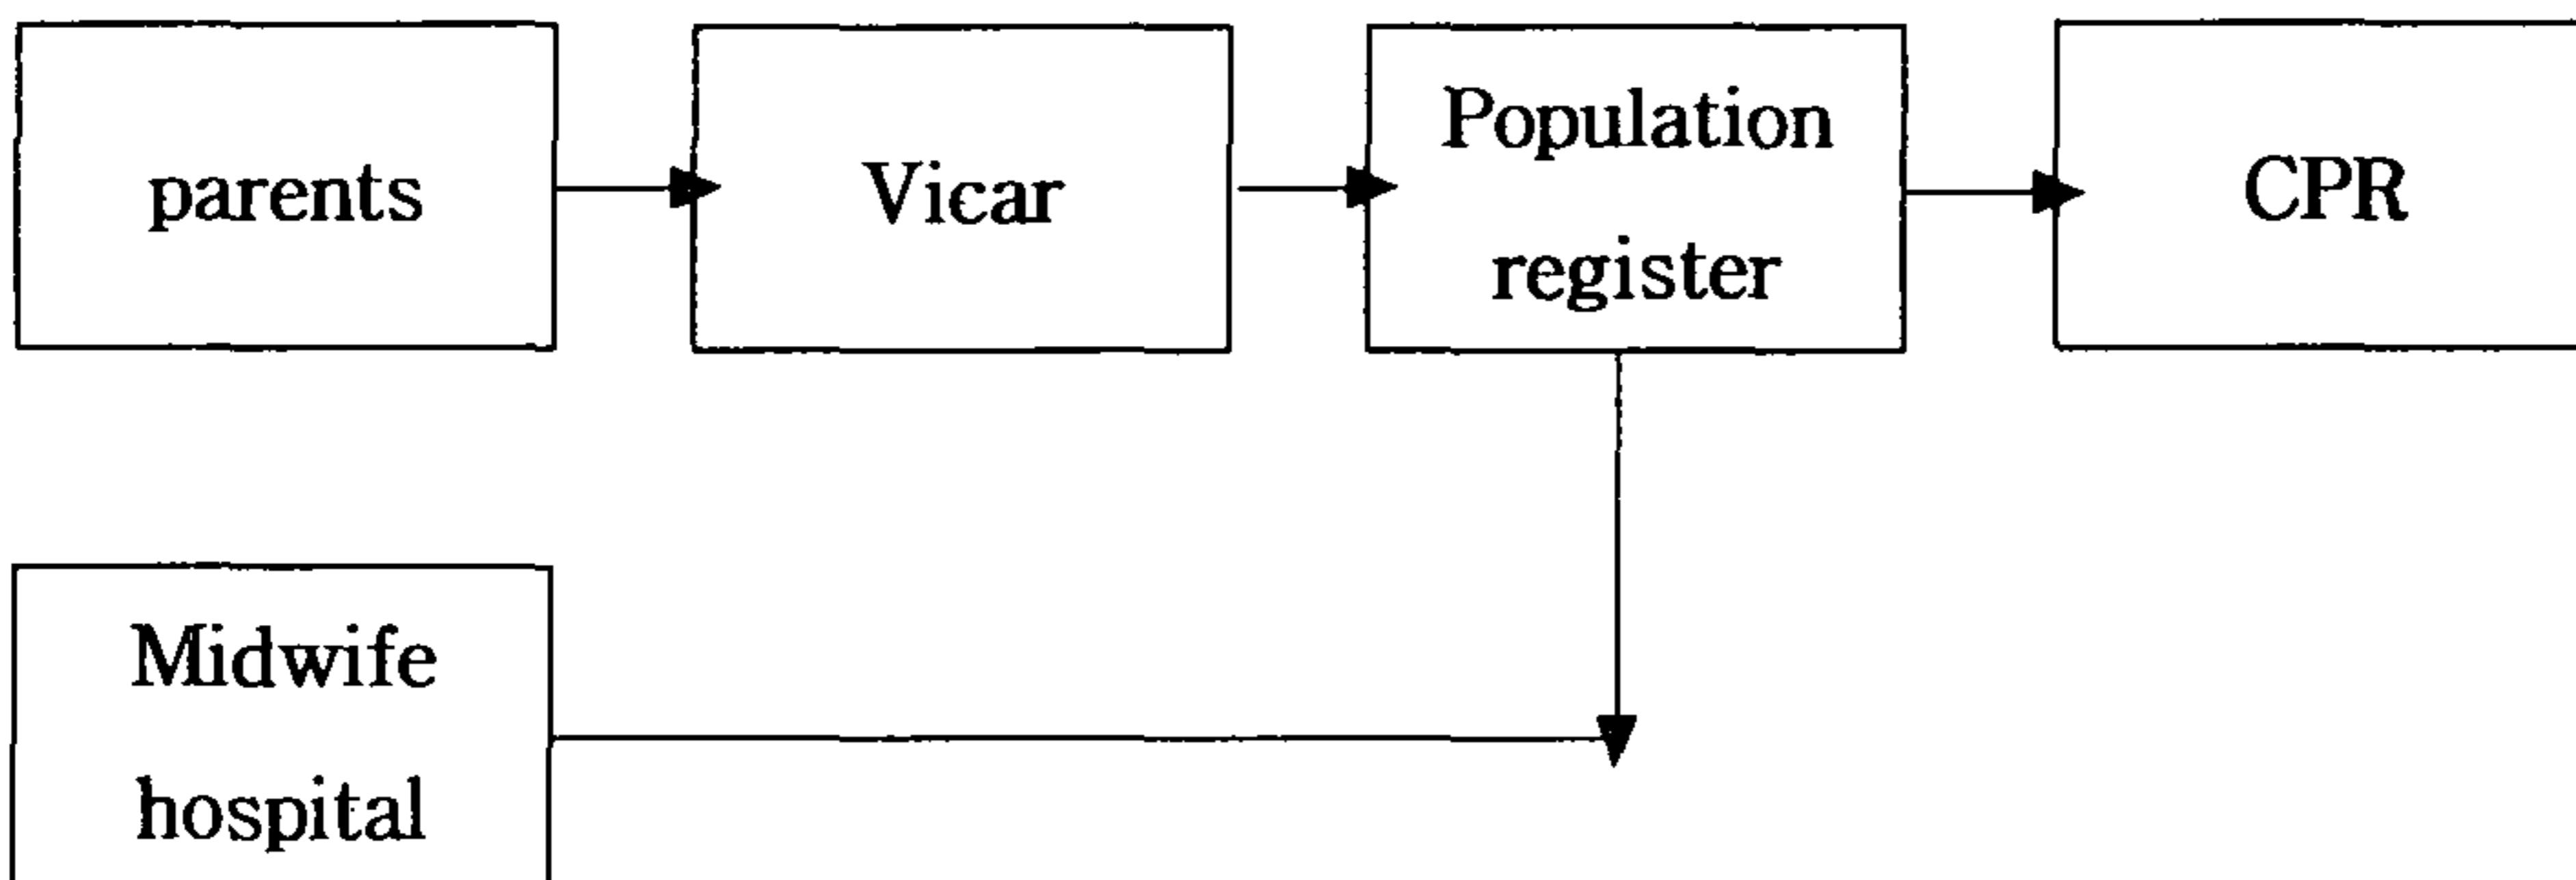 parents
Vicar
Population
register
CPR
Midwife
hospital